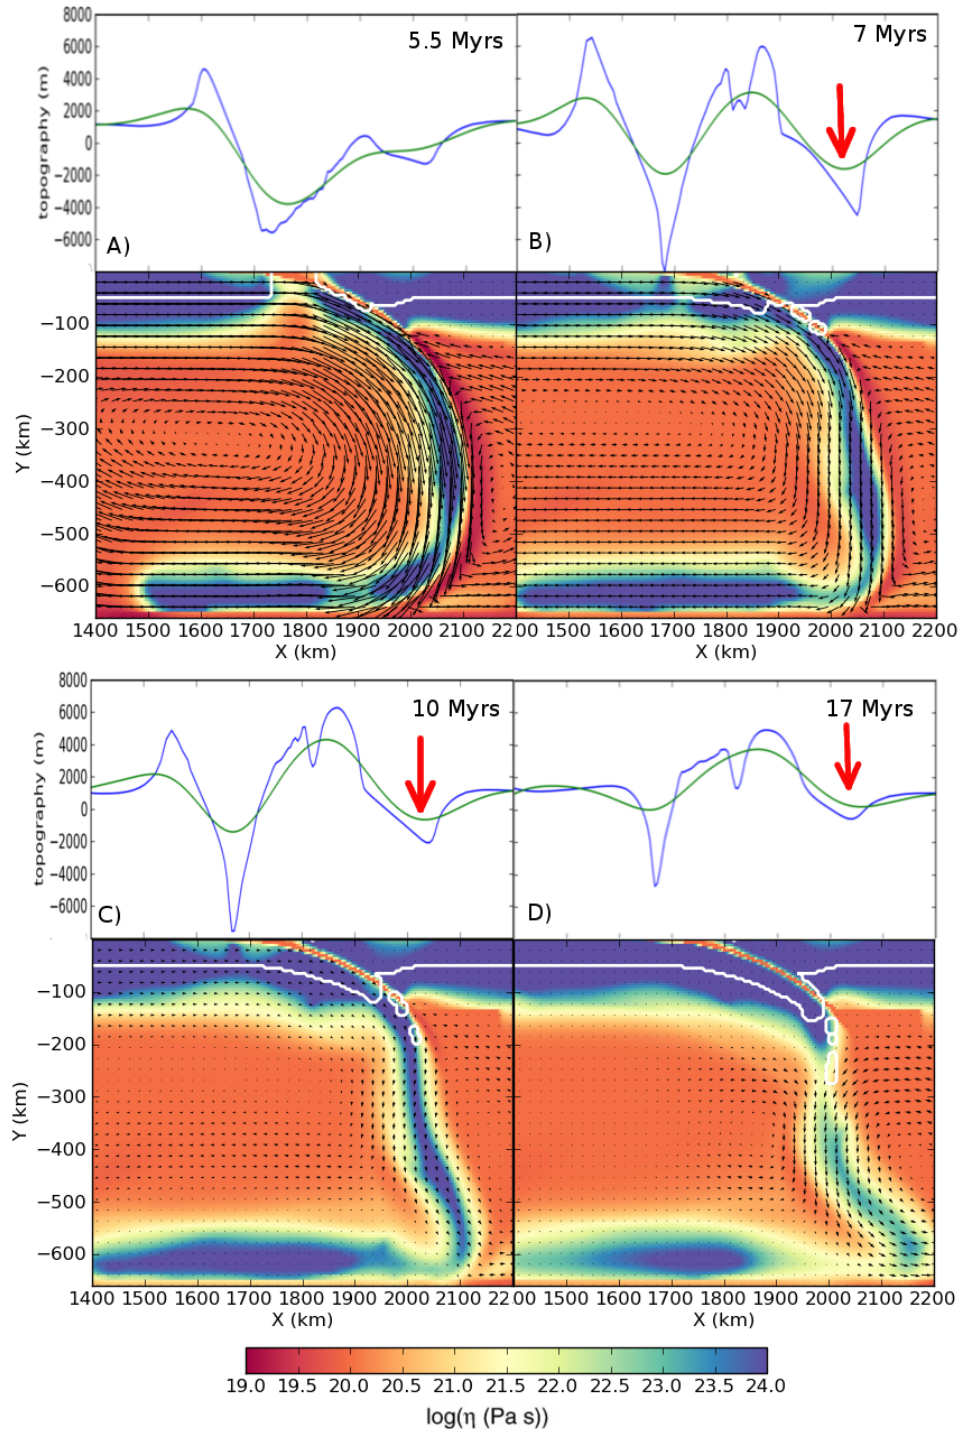 8000
6000
4000
2000
0
−2000
−4000
−6000
topography (m)
5.5 Myrs
A)
7 Myrs
B)
−100
−200
−300
−400
−500
−600
Y (km)
1400 1500 1600 1700 1800 1900 2000 2100 2200
X (km)
00 1500 1600 1700 1800 1900 2000 2100 2200
X (km)
8000
6000
4000
2000
0
−2000
−4000
−6000
topography (m)
10 Myrs
C)
17 Myrs
D)
−100
−200
−300
−400
−500
−600
Y (km)
1400 1500 1600 1700 1800 1900 2000 2100 2200
X (km)
00 1500 1600 1700 1800 1900 2000 2100 2200
X (km)
19.0 19.5 20.0 20.5 21.0 21.5 22.0 22.5 23.0 23.5 24.0
log(η (Pa s))